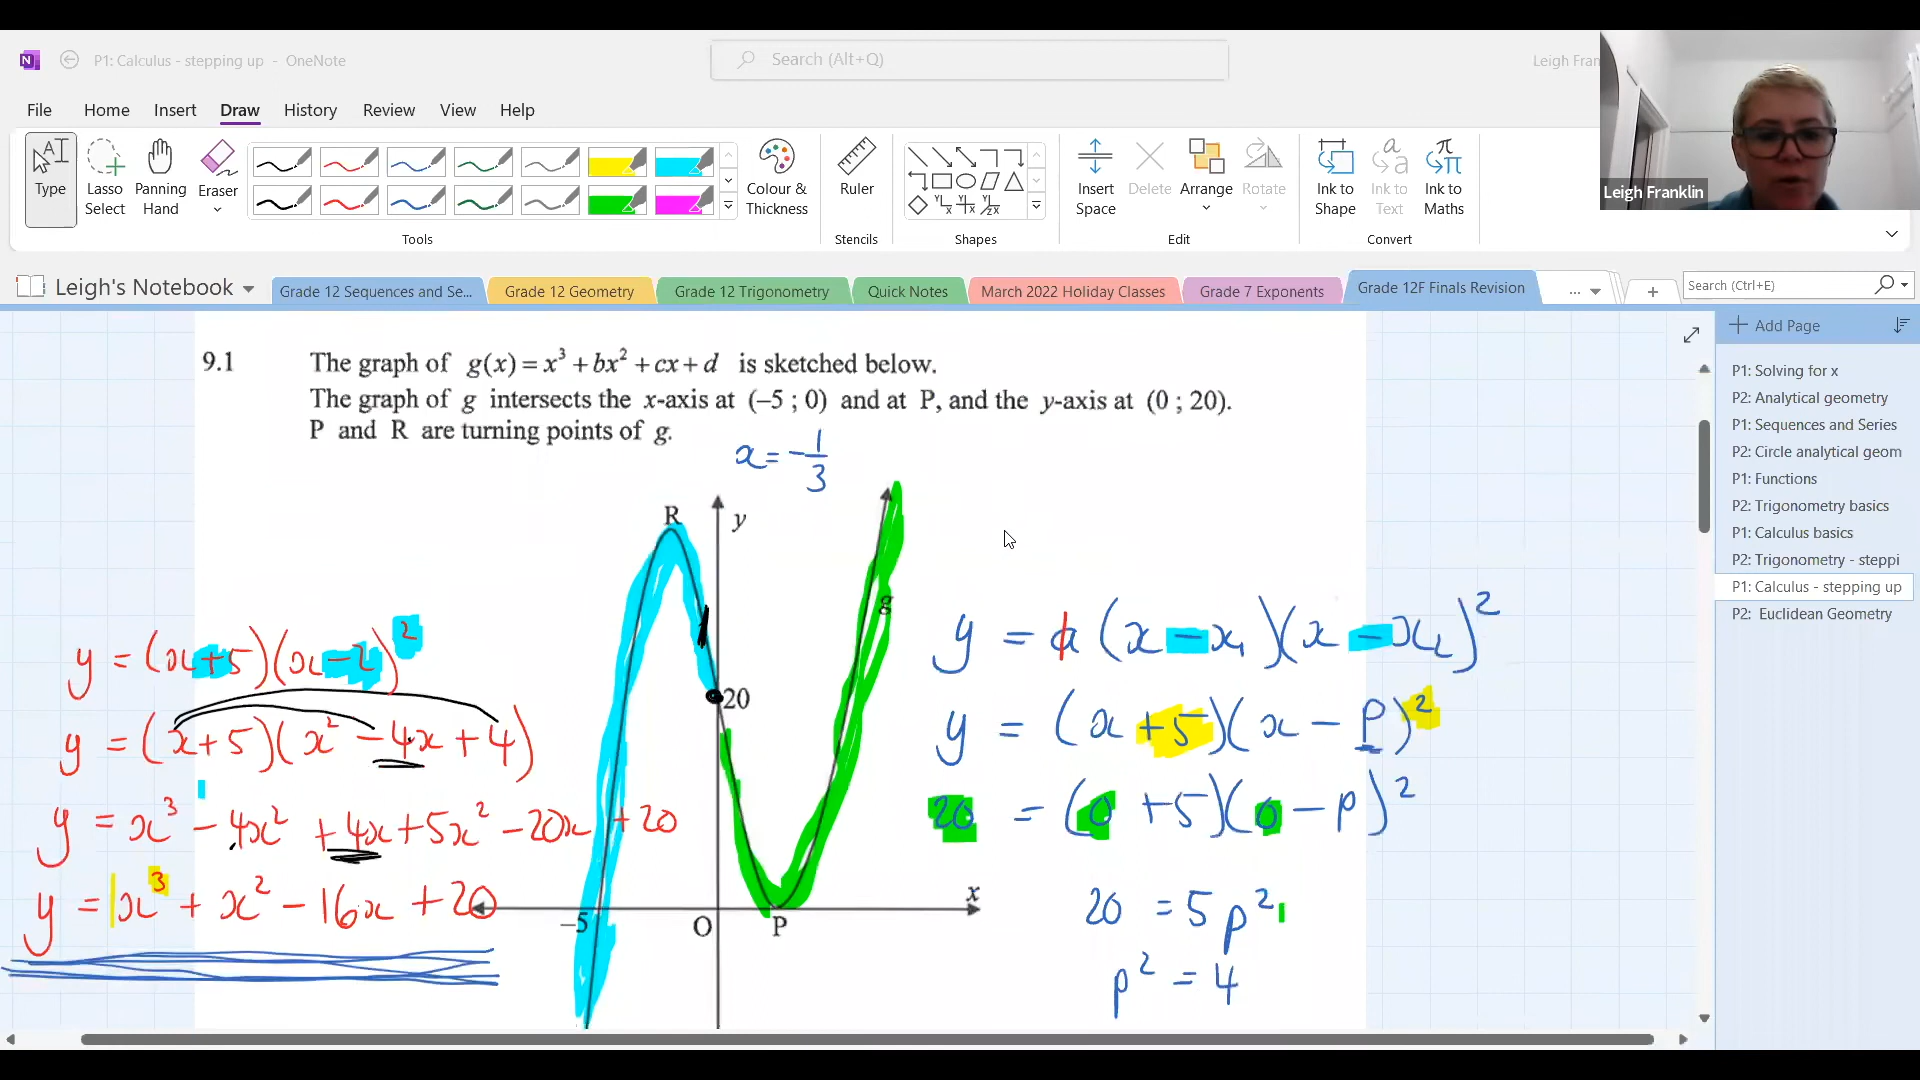 P1: Calculus - stepping up - OneNote
Search (Alt+Q)
Leigh Fran
File Home Insert Draw History Review View Help
Type
Lasso Select
Panning Hand
Eraser
Colour & Thickness
Ruler
Insert Space
Delete
Arrange
Rotate
Ink to Shape
Ink to Text
Ink to Maths
Tools Stencils Shapes Edit Convert
Leigh Franklin
Leigh's Notebook
Grade 12 Sequences and Se...
Grade 12 Geometry
Grade 12 Trigonometry
Quick Notes
March 2022 Holiday Classes
Grade 7 Exponents
Grade 12F Finals Revision
...
Search (Ctrl+E)
Add Page
P1: Solving for x
P2: Analytical geometry
P1: Sequences and Series
P2: Circle analytical geom
P1: Functions
P2: Trigonometry basics
P1: Calculus basics
P2: Trigonometry - steppi
P1: Calculus - stepping up
P2: Euclidean Geometry
9.1 The graph of g(x) = x³ + bx² + cx + d is sketched below.
The graph of g intersects the x-axis at (–5 ; 0) and at P, and the y-axis at (0 ; 20).
P and R are turning points of g.
x = -1/3
R
y
g
20
x
–5
O
P
y = (x+5)(x-2)²
y = (x+5)(x² - 4x + 4)
y = x³ - 4x² + 4x + 5x² - 20x + 20
y = x³ + x² - 16x + 20
y = a(x - x₁)(x - x₂)²
y = (x + 5)(x - p)²
20 = (0 + 5)(0 - p)²
20 = 5p²
p² = 4